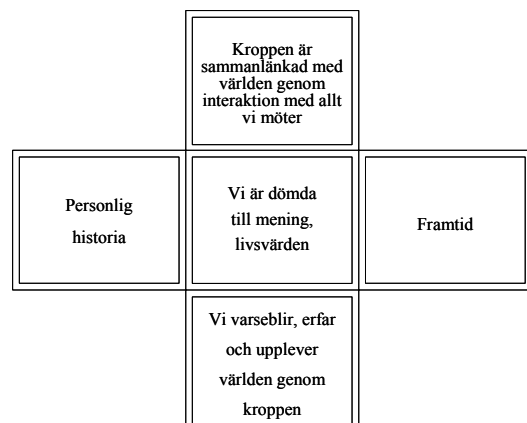 Kroppen är
sammanlänkad med
världen genom
interaktion med allt
vi möter
Personlig
historia
Vi är dömda
till mening,
livsvärden
Framtid
Vi varseblir, erfar
och upplever
världen genom
kroppen